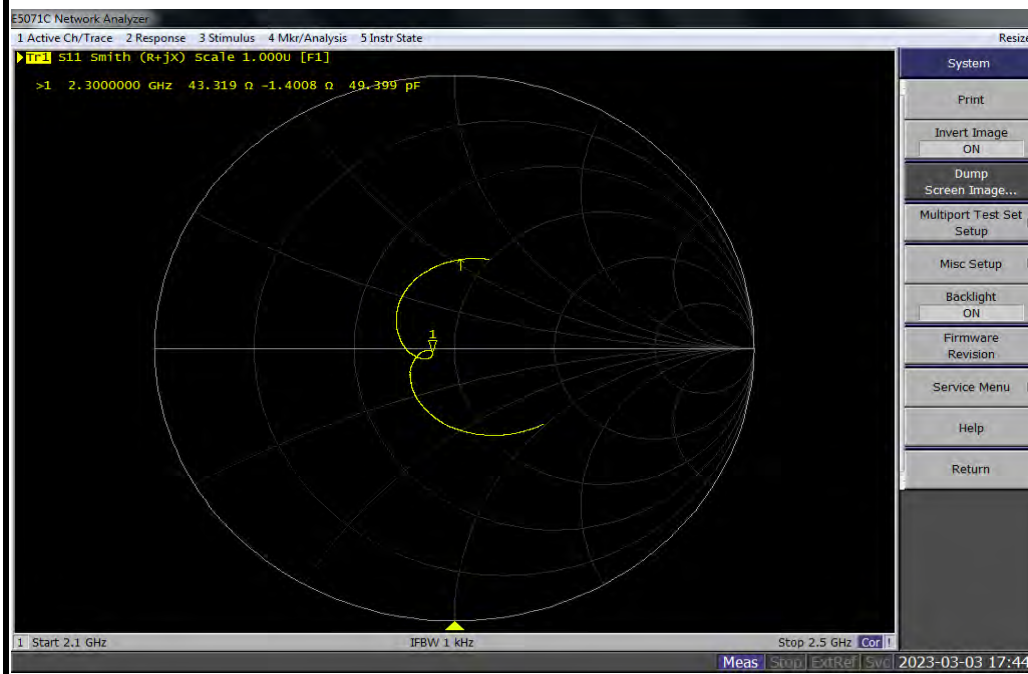 E5071C Network Analyzer
1 Active Ch/Trace 2 Response 3 Stimulus 4 Mkr/Analysis 5 Instr State
Resize
Tr1 S11 Smith (R+jX) Scale 1.000U [F1]
>1 2.3000000 GHz 43.319 Ω -1.4008 Ω 49.399 pF
1
System
Print
Invert Image
ON
Dump
Screen Image...
Multiport Test Set
Setup
Misc Setup
Backlight
ON
Firmware
Revision
Service Menu
Help
Return
1 Start 2.1 GHz
IFBW 1 kHz
Stop 2.5 GHz Cor !
Meas Stop ExtRef Svc 2023-03-03 17:44